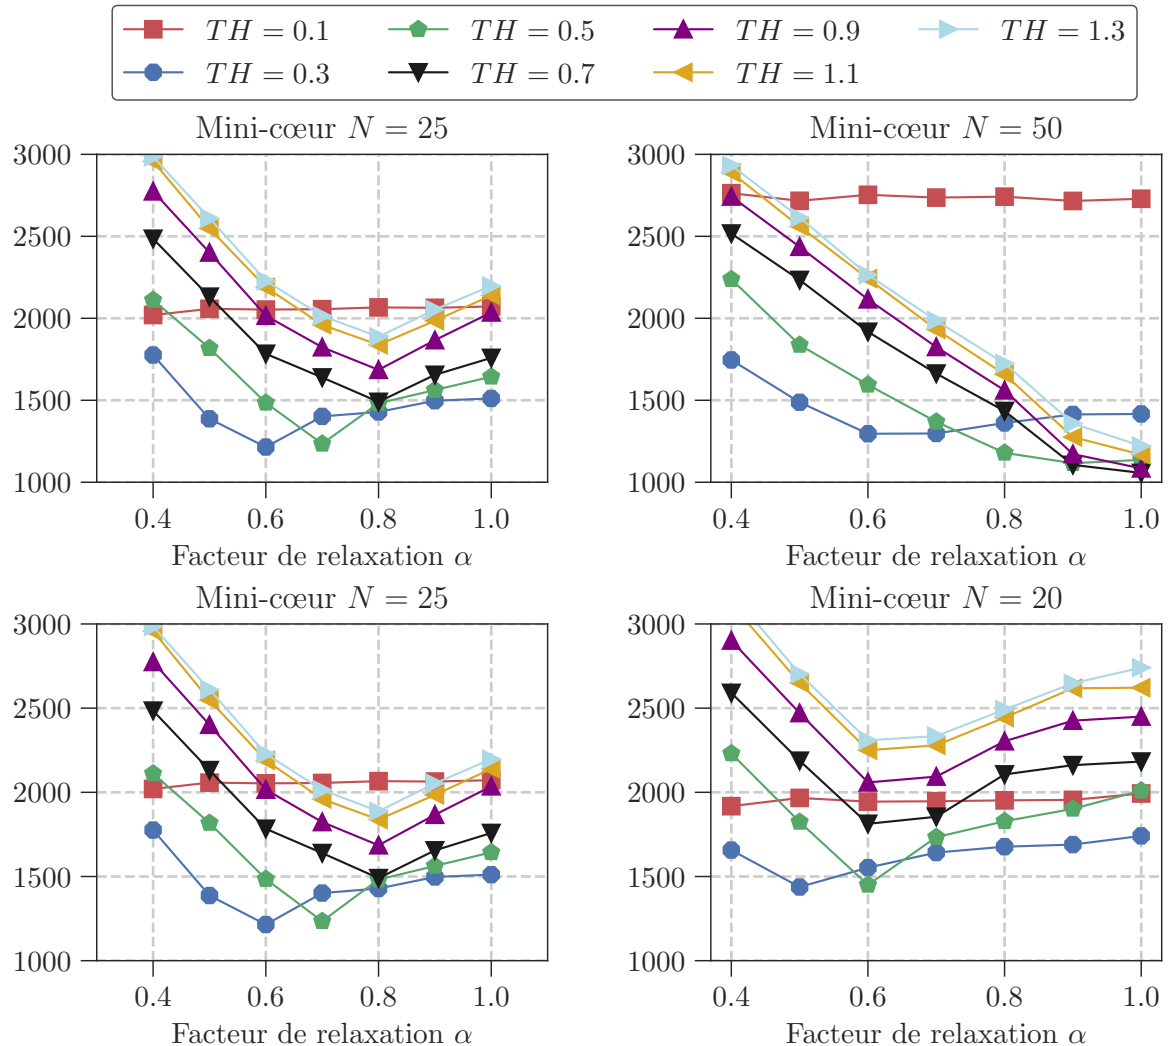 TH = 0.1 TH = 0.5 TH = 0.9 TH = 1.3
TH = 0.3 TH = 0.7 TH = 1.1
Mini-cœur N = 25
3000
2500
2000
1500
1000
0.4 0.6 0.8 1.0
Facteur de relaxation α
Mini-cœur N = 50
3000
2500
2000
1500
1000
0.4 0.6 0.8 1.0
Facteur de relaxation α
Mini-cœur N = 25
3000
2500
2000
1500
1000
0.4 0.6 0.8 1.0
Facteur de relaxation α
Mini-cœur N = 20
3000
2500
2000
1500
1000
0.4 0.6 0.8 1.0
Facteur de relaxation α